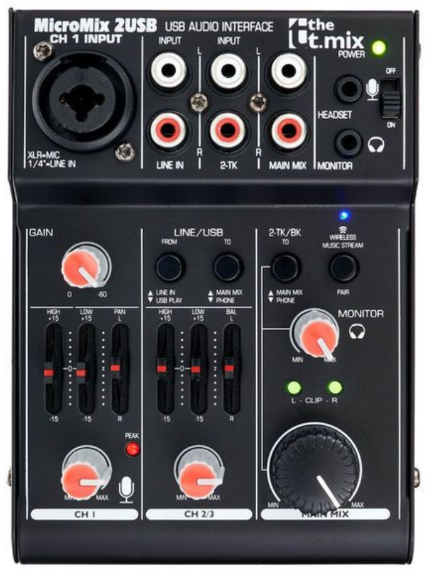 MicroMix 2USB USB AUDIO INTERFACE
the
t.mix
CH 1 INPUT
INPUT
INPUT
POWER
L
L
OFF
HEADSET
ON
R
R
XLR=MIC
1/4"=LINE IN
LINE IN
2-TK
MAIN MIX
MONITOR
GAIN
0
-60
LINE/USB
FROM
TO
LINE IN
USB PLAY
MAIN MIX
PHONE
2-TK/BK
TO
WIRELESS
MUSIC STREAM
MAIN MIX
PHONE
PAIR
HIGH
+15
LOW
+15
PAN
L
0
-15
-15
R
HIGH
+15
LOW
+15
BAL
L
0
-15
-15
R
MONITOR
MIN
MAX
L - CLIP - R
PEAK
MIN
MAX
CH 1
MIN
MAX
CH 2/3
MIN
MAX
MAIN MIX